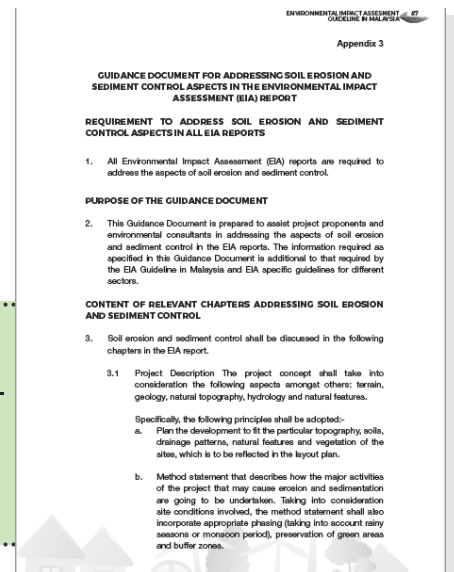 ENVIRONMENTAL IMPACT ASSESMENT
GUIDELINE IN MALAYSIA
87
Appendix 3
GUIDANCE DOCUMENT FOR ADDRESSING SOIL EROSION AND
SEDIMENT CONTROL ASPECTS IN THE ENVIRONMENTAL IMPACT
ASSESSMENT (EIA) REPORT
REQUIREMENT TO ADDRESS SOIL EROSION AND SEDIMENT
CONTROL ASPECTS IN ALL EIA REPORTS
1. All Environmental Impact Assessment (EIA) reports are required to
address the aspects of soil erosion and sediment control.
PURPOSE OF THE GUIDANCE DOCUMENT
2. This Guidance Document is prepared to assist project proponents and
environmental consultants in addressing the aspects of soil erosion
and sediment control in the EIA reports. The information required as
specified in this Guidance Document is additional to that required by
the EIA Guideline in Malaysia and EIA specific guidelines for different
sectors.
CONTENT OF RELEVANT CHAPTERS ADDRESSING SOIL EROSION
AND SEDIMENT CONTROL
3. Soil erosion and sediment control shall be discussed in the following
chapters in the EIA report.
3.1 Project Description The project concept shall take into
consideration the following aspects amongst others: terrain,
geology, natural topography, hydrology and natural features.
Specifically, the following principles shall be adopted:-
a. Plan the development to fit the particular topography, soils,
drainage patterns, natural features and vegetation of the
sites, which is to be reflected in the layout plan.
b. Method statement that describes how the major activities
of the project that may cause erosion and sedimentation
are going to be undertaken. Taking into consideration
site conditions involved, the method statement shall also
incorporate appropriate phasing (taking into account rainy
seasons or monsoon period), preservation of green areas
and buffer zones.